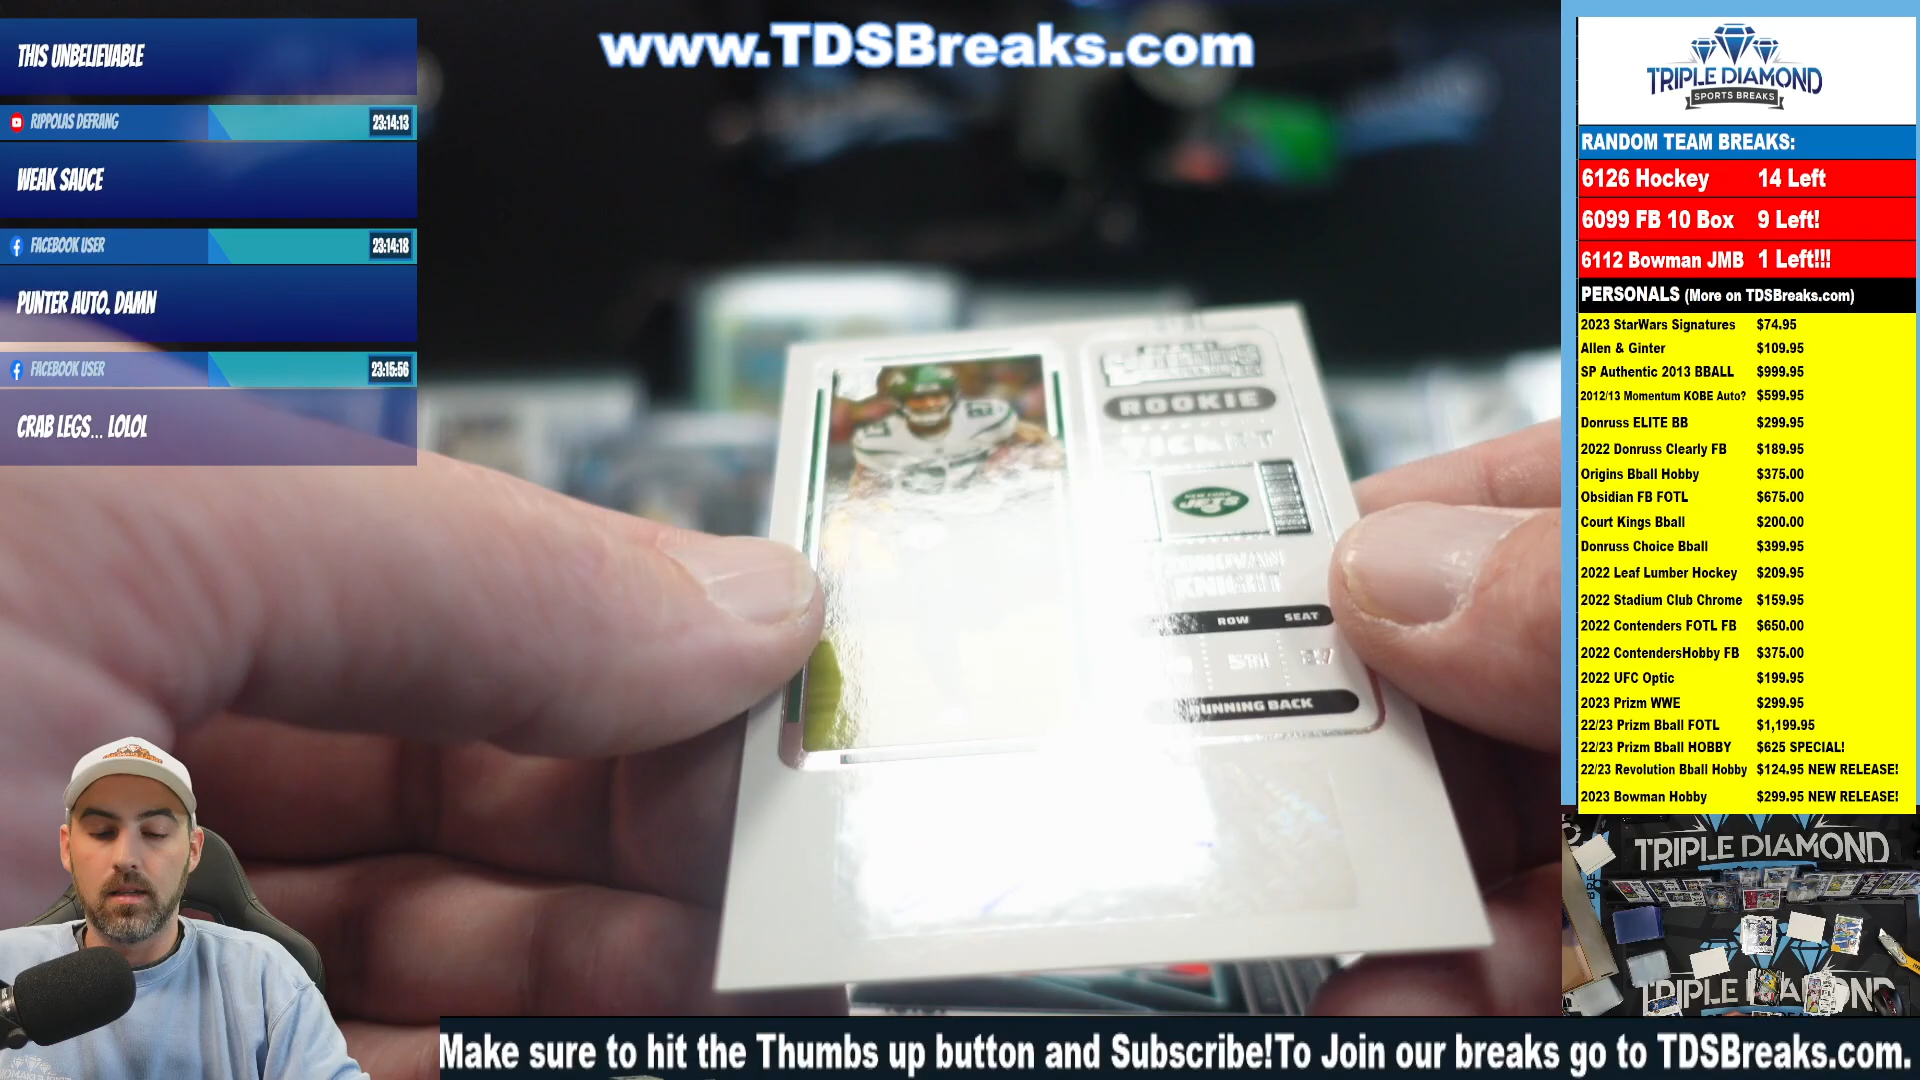 www.TDSBreaks.com
THIS UNBELIEVABLE
RIPPOLAS DEFRANG 23:14:13
WEAK SAUCE
FACEBOOK USER 23:14:18
PUNTER AUTO. DAMN
FACEBOOK USER 23:15:56
CRAB LEGS... LOLOL
ROOKIE
TICKET
NEW YORK
JETS
KNIGHT
ROW SEAT
5TH 27
RUNNING BACK
TRIPLE DIAMOND
SPORTS BREAKS
RANDOM TEAM BREAKS:
6126 Hockey 14 Left
6099 FB 10 Box 9 Left!
6112 Bowman JMB 1 Left!!!
PERSONALS (More on TDSBreaks.com)
2023 StarWars Signatures $74.95
Allen & Ginter $109.95
SP Authentic 2013 BBALL $999.95
2012/13 Momentum KOBE Auto? $599.95
Donruss ELITE BB $299.95
2022 Donruss Clearly FB $189.95
Origins Bball Hobby $375.00
Obsidian FB FOTL $675.00
Court Kings Bball $200.00
Donruss Choice Bball $399.95
2022 Leaf Lumber Hockey $209.95
2022 Stadium Club Chrome $159.95
2022 Contenders FOTL FB $650.00
2022 ContendersHobby FB $375.00
2022 UFC Optic $199.95
2023 Prizm WWE $299.95
22/23 Prizm Bball FOTL $1,199.95
22/23 Prizm Bball HOBBY $625 SPECIAL!
22/23 Revolution Bball Hobby $124.95 NEW RELEASE!
2023 Bowman Hobby $299.95 NEW RELEASE!
TRIPLE DIAMOND
Make sure to hit the Thumbs up button and Subscribe!To Join our breaks go to TDSBreaks.com.